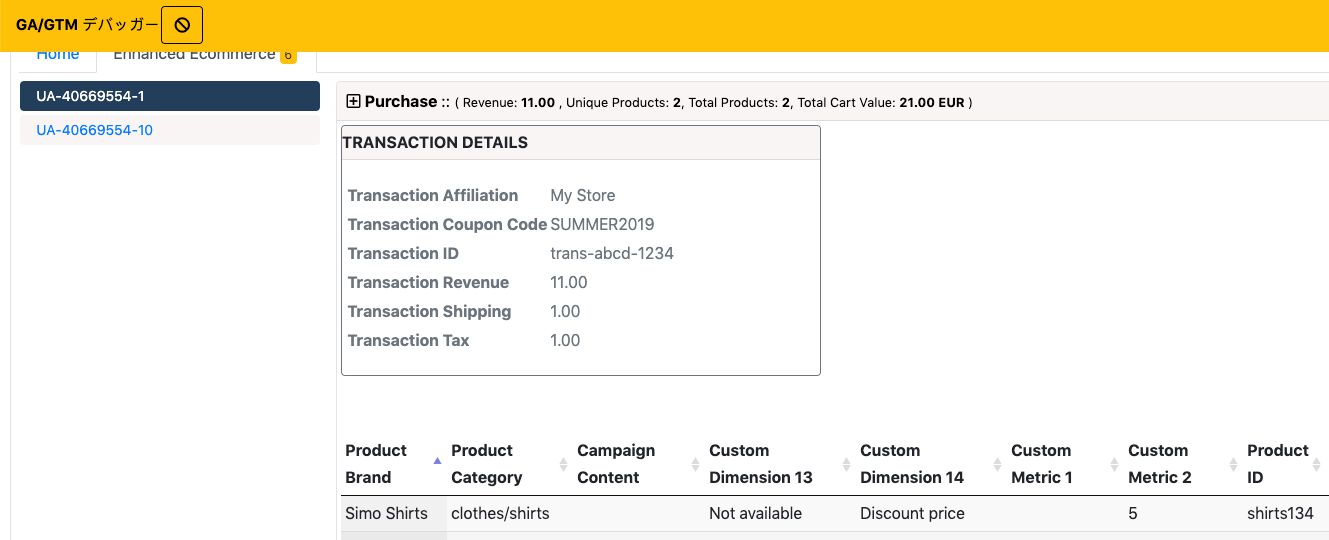 GA/GTM デバッガー
Home Enhanced Ecommerce 6
UA-40669554-1
UA-40669554-10
Purchase :: ( Revenue: 11.00 , Unique Products: 2, Total Products: 2, Total Cart Value: 21.00 EUR )
TRANSACTION DETAILS
Transaction Affiliation My Store
Transaction Coupon Code SUMMER2019
Transaction ID trans-abcd-1234
Transaction Revenue 11.00
Transaction Shipping 1.00
Transaction Tax 1.00
Product Product Campaign Custom Custom Custom Custom Product
Brand Category Content Dimension 13 Dimension 14 Metric 1 Metric 2 ID
Simo Shirts clothes/shirts Not available Discount price 5 shirts134